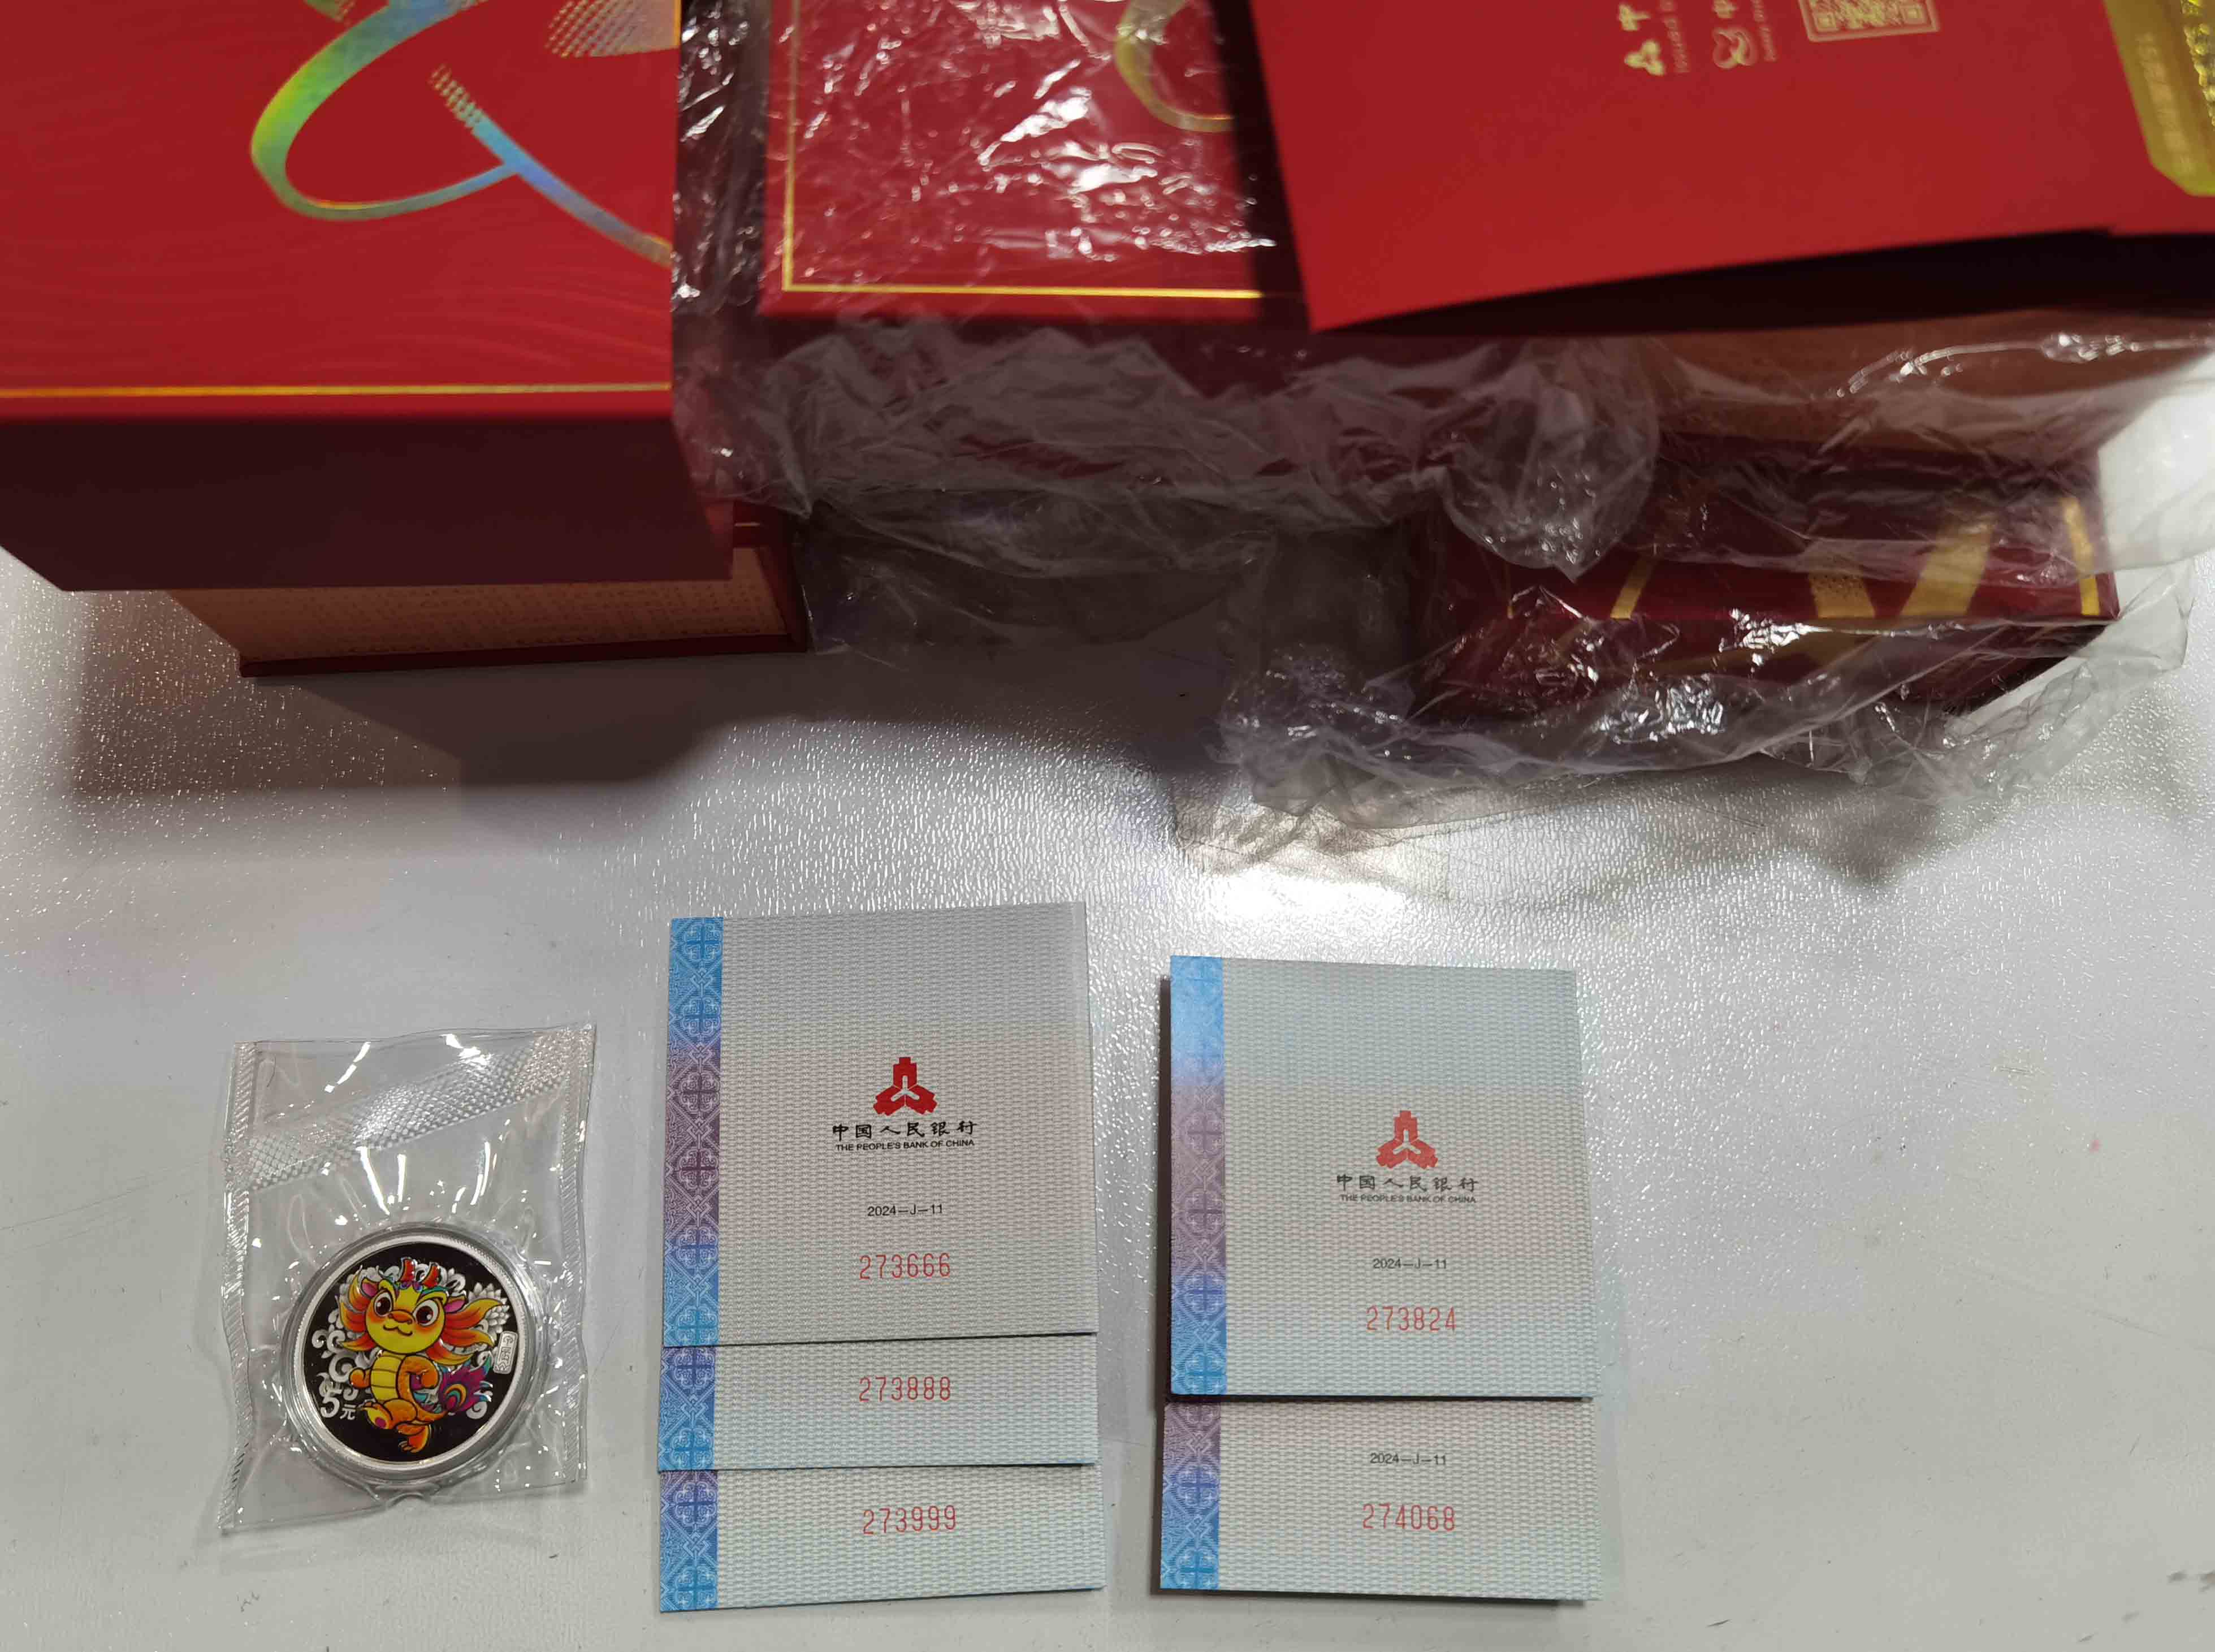 中国人民银行
THE PEOPLE'S BANK OF CHINA
2024-J-11
273666
273888
273999
中国人民银行
THE PEOPLE'S BANK OF CHINA
2024-J-11
273824
2024-J-11
274068
5元